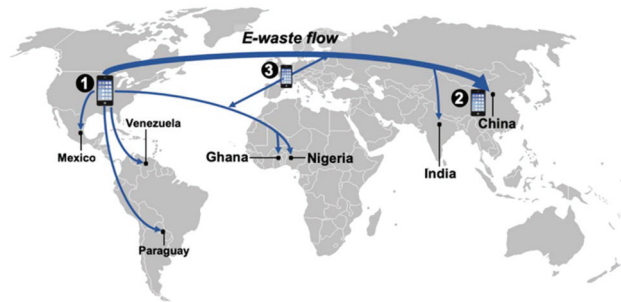 E-waste flow
1
3
2
China
Venezuela
Mexico
Ghana
Nigeria
India
Paraguay